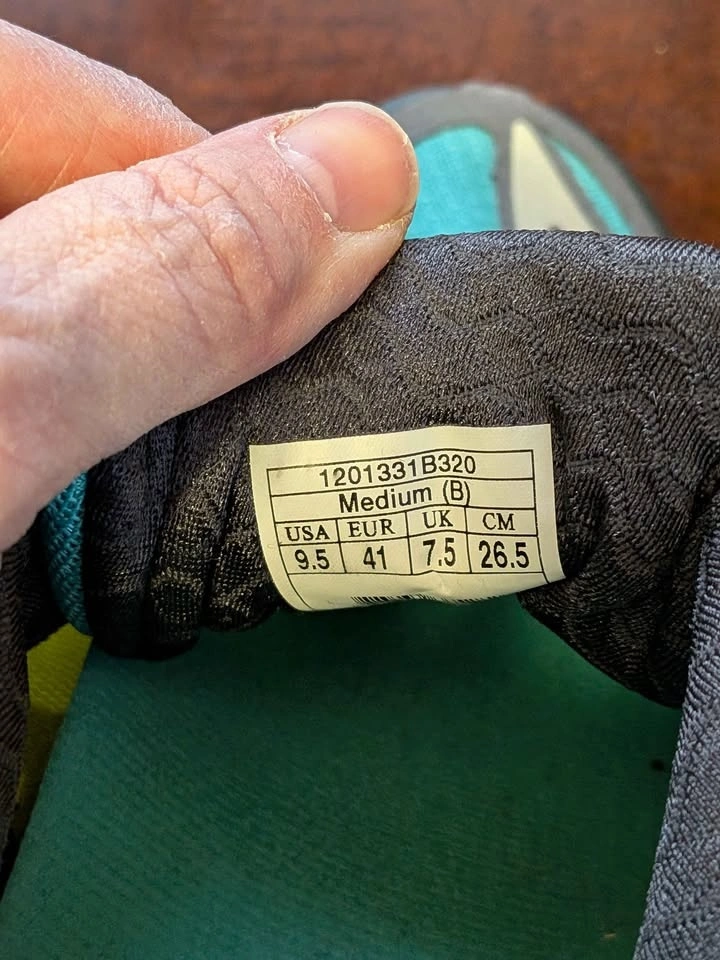 1201331B320
Medium (B)
USA EUR UK CM
9.5 41 7.5 26.5